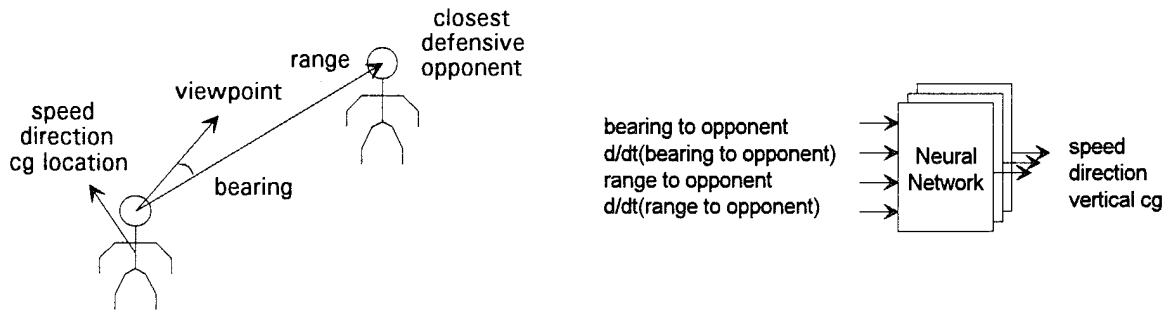 closest
defensive
opponent
range
viewpoint
speed
direction
cg location
bearing
bearing to opponent
d/dt(bearing to opponent)
range to opponent
d/dt(range to opponent)
Neural
Network
speed
direction
vertical cg